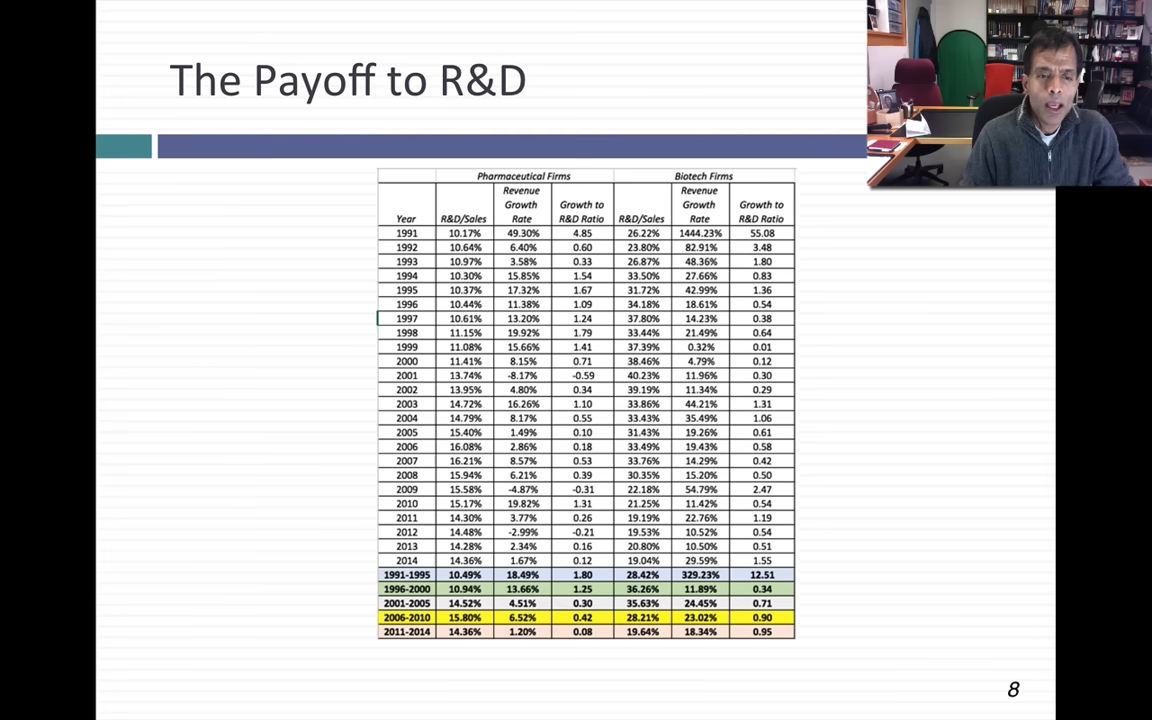 The Payoff to R&D
Pharmaceutical Firms Biotech Firms
Year R&D/Sales Revenue Growth Rate Growth to R&D Ratio R&D/Sales Revenue Growth Rate Growth to R&D Ratio
1991 10.17% 49.30% 4.85 26.22% 1444.23% 55.08
1992 10.64% 6.40% 0.60 23.80% 82.91% 3.48
1993 10.97% 3.58% 0.33 26.87% 48.36% 1.80
1994 10.30% 15.85% 1.54 33.50% 27.66% 0.83
1995 10.37% 17.32% 1.67 31.72% 42.99% 1.36
1996 10.44% 11.38% 1.09 34.18% 18.61% 0.54
1997 10.61% 13.20% 1.24 37.80% 14.23% 0.38
1998 11.15% 19.92% 1.79 33.44% 21.49% 0.64
1999 11.08% 15.66% 1.41 37.39% 0.32% 0.01
2000 11.41% 8.15% 0.71 38.46% 4.79% 0.12
2001 13.74% -8.17% -0.59 40.23% 11.96% 0.30
2002 13.95% 4.80% 0.34 39.19% 11.34% 0.29
2003 14.72% 16.26% 1.10 33.86% 44.21% 1.31
2004 14.79% 8.17% 0.55 33.43% 35.49% 1.06
2005 15.40% 1.49% 0.10 31.43% 19.26% 0.61
2006 16.08% 2.86% 0.18 33.49% 19.43% 0.58
2007 16.21% 8.57% 0.53 33.76% 14.29% 0.42
2008 15.94% 6.21% 0.39 30.35% 15.20% 0.50
2009 15.58% -4.87% -0.31 22.18% 54.79% 2.47
2010 15.17% 19.82% 1.31 21.25% 11.42% 0.54
2011 14.30% 3.77% 0.26 19.19% 22.76% 1.19
2012 14.48% -2.99% -0.21 19.53% 10.52% 0.54
2013 14.28% 2.34% 0.16 20.80% 10.50% 0.51
2014 14.36% 1.67% 0.12 19.04% 29.59% 1.55
1991-1995 10.49% 18.49% 1.80 28.42% 329.23% 12.51
1996-2000 10.94% 13.66% 1.25 36.26% 11.89% 0.34
2001-2005 14.52% 4.51% 0.30 35.63% 24.45% 0.71
2006-2010 15.80% 6.52% 0.42 28.21% 23.02% 0.90
2011-2014 14.36% 1.20% 0.08 19.64% 18.34% 0.95
8